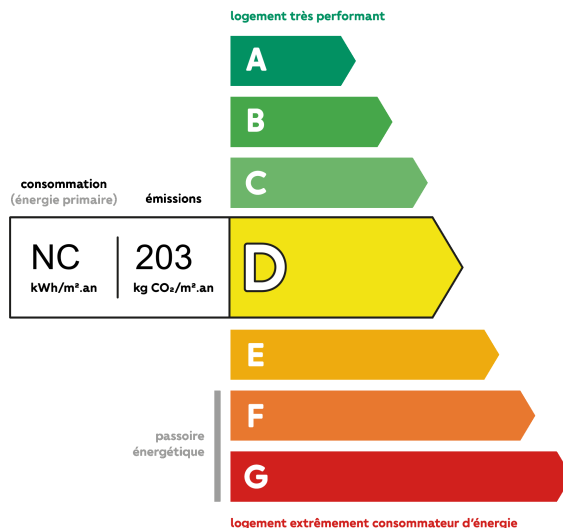 logement très performant
A
B
C
consommation
(énergie primaire)
émissions
NC
203
kWh/m².an
kg CO₂/m².an
D
E
F
passoire
énergétique
G
logement extrêmement consommateur d'énergie